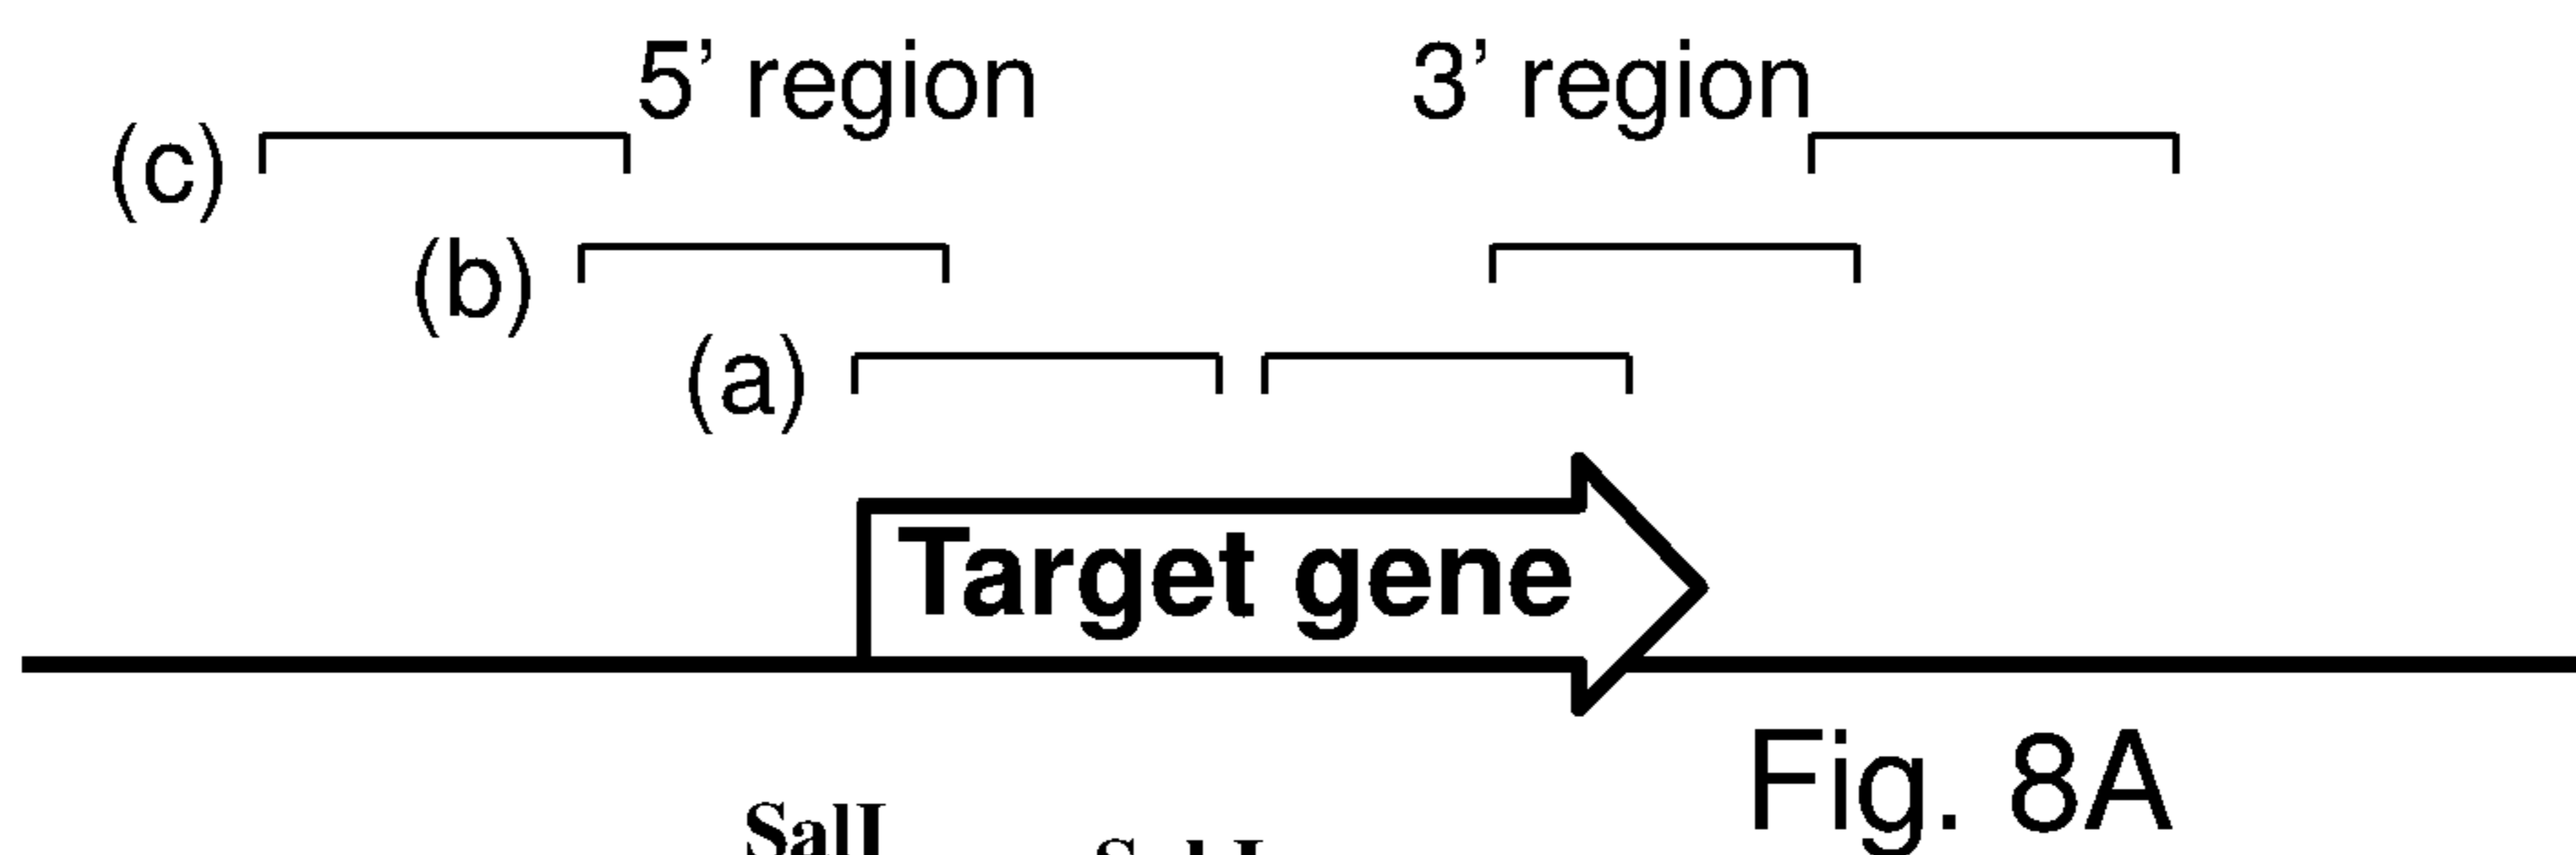 5’ region 3’ region
(c)
(b)
(a)
Target gene
Fig. 8A
SalI